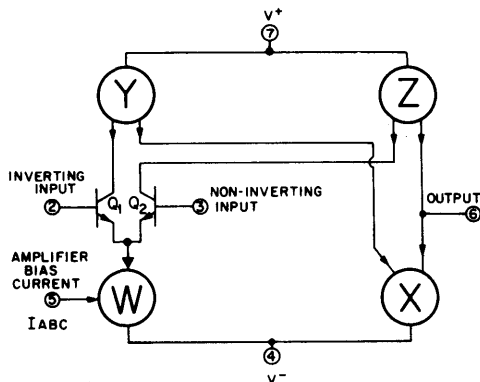 V+
⑦
Y
Z
INVERTING
INPUT
②
Q1
Q2
③
NON-INVERTING
INPUT
OUTPUT
⑥
AMPLIFIER
BIAS
CURRENT
⑤
IABC
W
X
④
V-